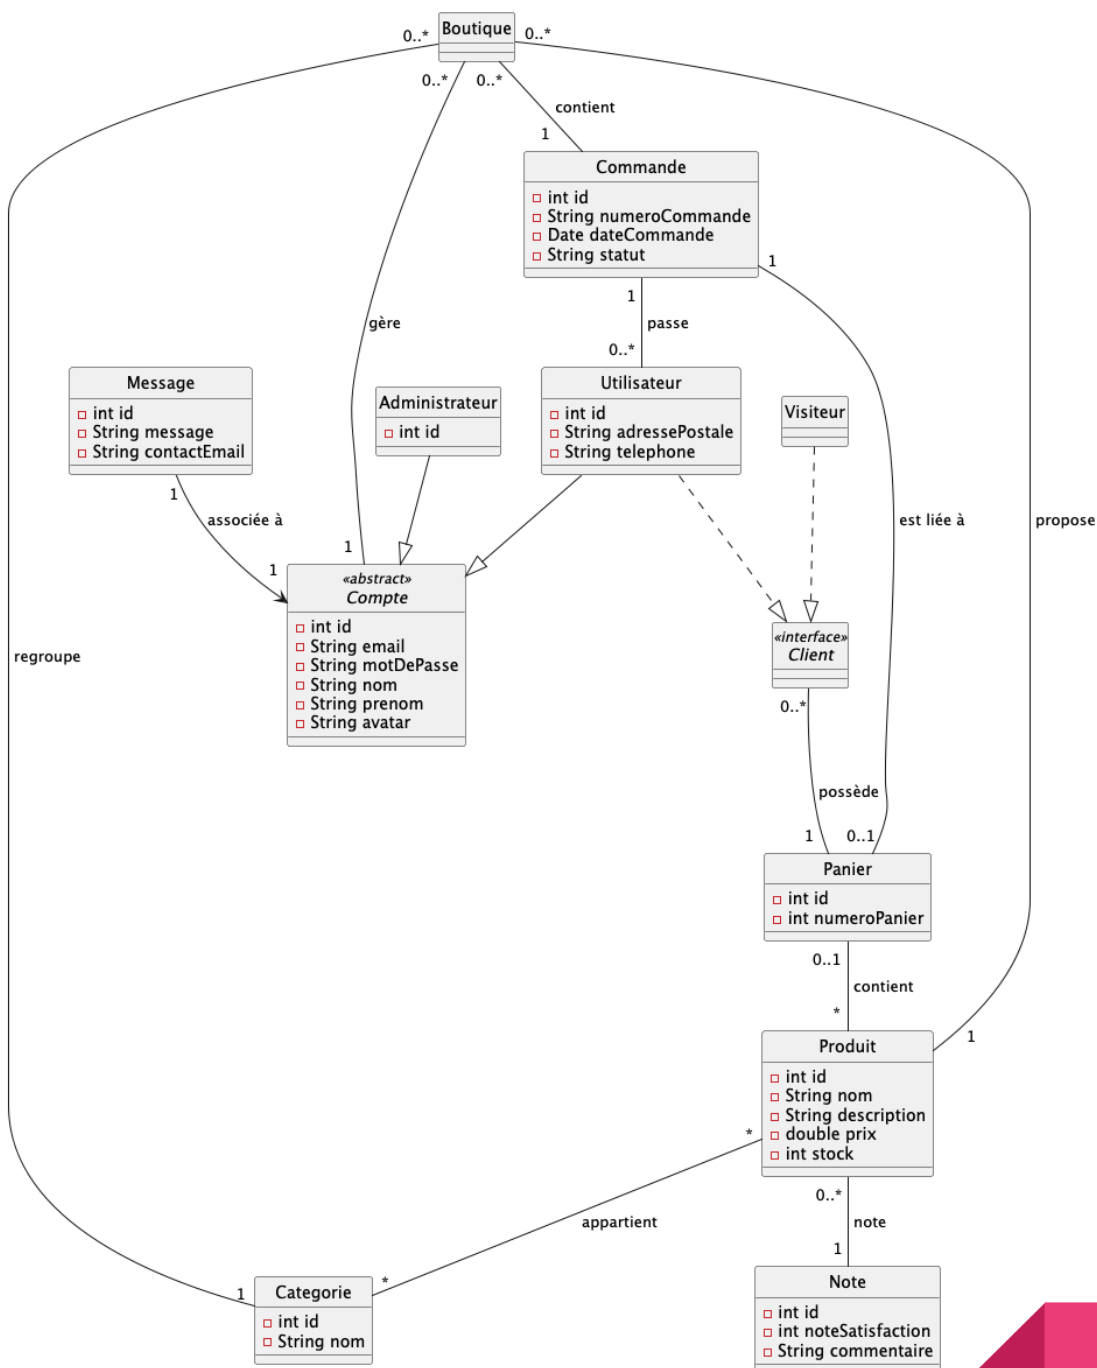 Boutique
0..*
0..*
0..*
0..*
contient
1
Commande
int id
String numeroCommande
Date dateCommande
String statut
1
1
gère
passe
0..*
Message
int id
String message
String contactEmail
Administrateur
int id
Utilisateur
int id
String adressePostale
String telephone
Visiteur
1
associée à
est liée à
propose
1
1
«abstract»
Compte
int id
String email
String motDePasse
String nom
String prenom
String avatar
«interface»
Client
regroupe
0..*
possède
1
0..1
Panier
int id
int numeroPanier
0..1
contient
*
1
Produit
int id
String nom
String description
double prix
int stock
*
0..*
appartient
note
1
*
1
Categorie
int id
String nom
Note
int id
int noteSatisfaction
String commentaire